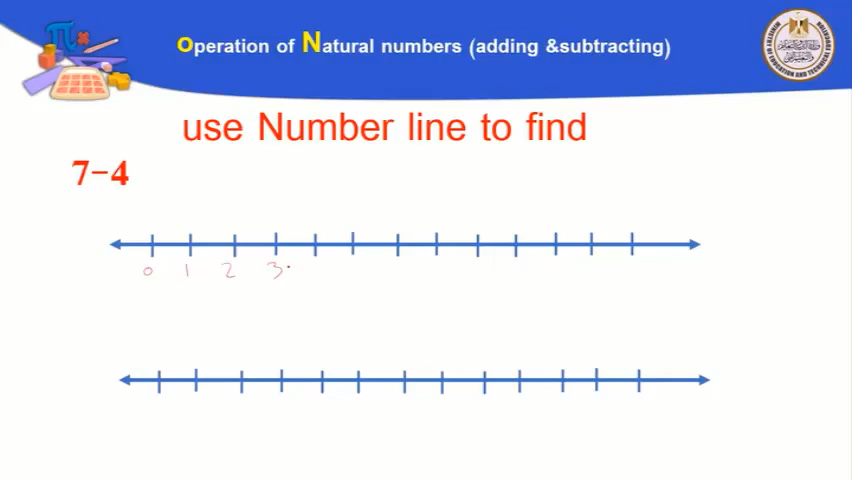 Operation of Natural numbers (adding &subtracting)
use Number line to find
7-4
0 1 2 3